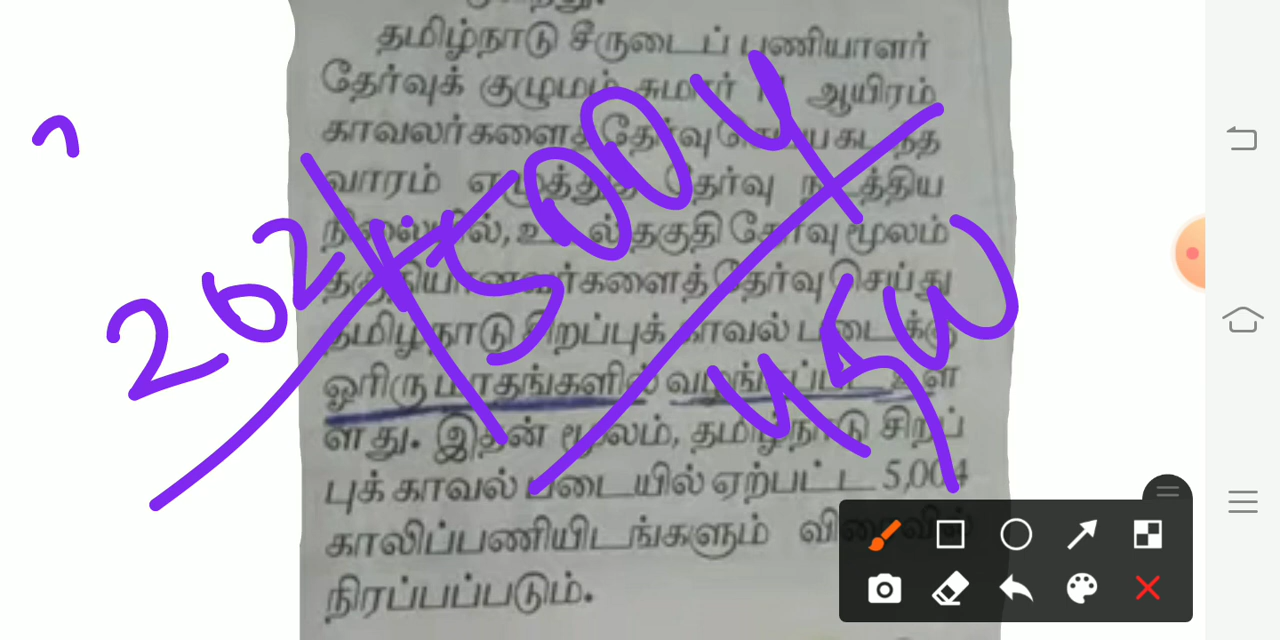 தமிழ்நாடு சீருடைப் பணியாளர்
தேர்வுக் குழுமம் சுமார் 11 ஆயிரம்
காவலர்களைத் தேர்வு செய்ய கடந்த
வாரம் எழுத்துத் தேர்வு நடத்திய
நிலையில், உடல் தகுதி தேர்வு மூலம்
தகுதியானவர்களைத் தேர்வு செய்து
தமிழ்நாடு சிறப்புக் காவல் படைக்கு
ஓரிரு மாதங்களில் வழங்கப்பட உள்
ளது. இதன் மூலம், தமிழ்நாடு சிறப்
புக் காவல் படையில் ஏற்பட்ட 5,004
காலிப்பணியிடங்களும் விரைவில்
நிரப்பப்படும்.
5004
202